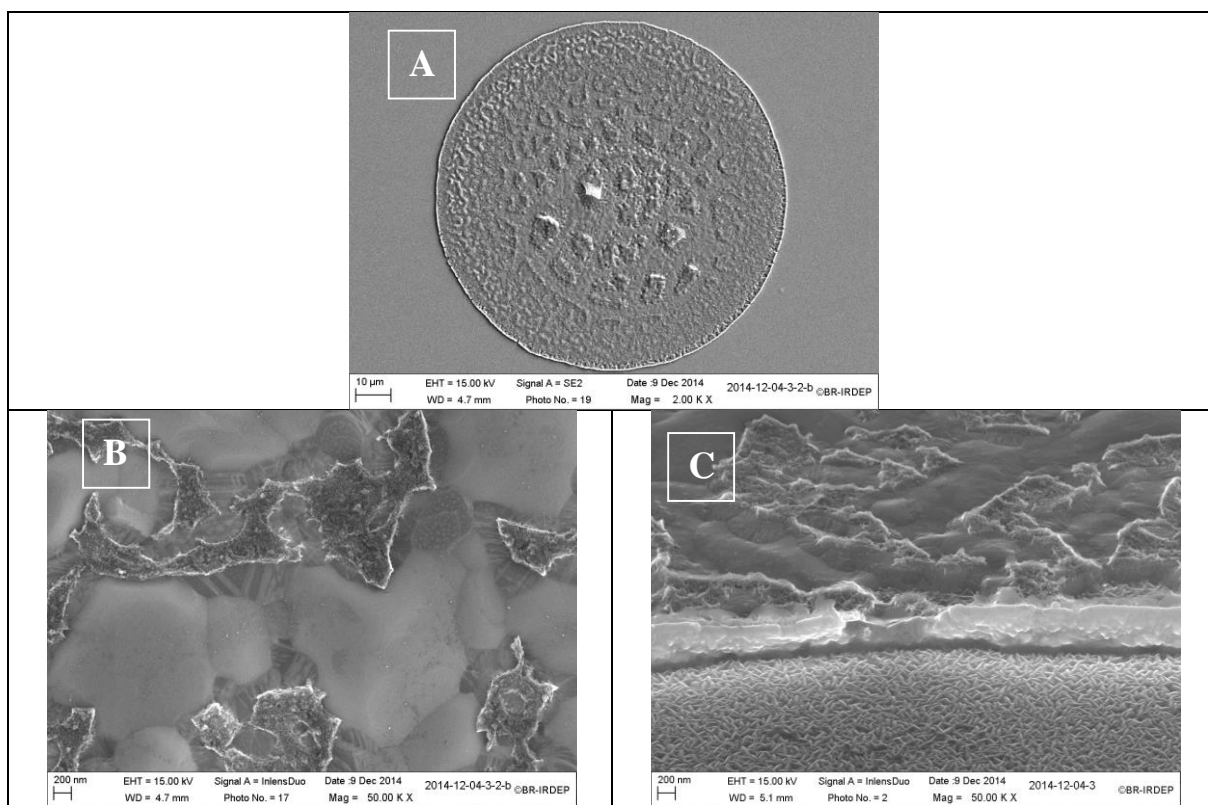 A
10 µm
EHT = 15.00 kV Signal A = SE2 Date :9 Dec 2014 2014-12-04-3-2-b ©BR-IRDEP
WD = 4.7 mm Photo No. = 19 Mag = 2.00 K X
B
200 nm
EHT = 15.00 kV Signal A = InlensDuo Date :9 Dec 2014 2014-12-04-3-2-b ©BR-IRDEP
WD = 4.7 mm Photo No. = 17 Mag = 50.00 K X
C
200 nm
EHT = 15.00 kV Signal A = InlensDuo Date :9 Dec 2014 2014-12-04-3 ©BR-IRDEP
WD = 5.1 mm Photo No. = 2 Mag = 50.00 K X